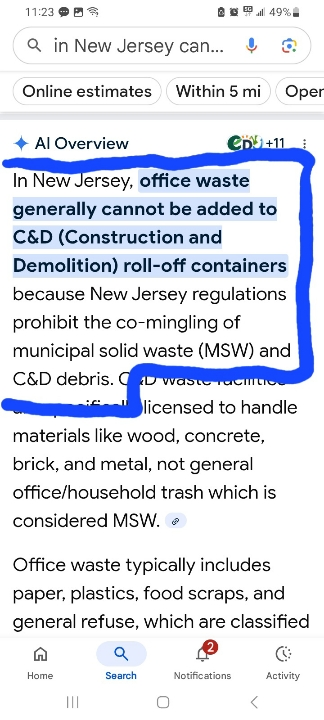 11:23
49%
in New Jersey can...
Online estimates
Within 5 mi
Oper
AI Overview
+11
In New Jersey, office waste
generally cannot be added to
C&D (Construction and
Demolition) roll-off containers
because New Jersey regulations
prohibit the co-mingling of
municipal solid waste (MSW) and
C&D debris. C&D waste facilities
licensed to handle
materials like wood, concrete,
brick, and metal, not general
office/household trash which is
considered MSW.
Office waste typically includes
paper, plastics, food scraps, and
general refuse, which are classified
2
Home
Search
Notifications
Activity